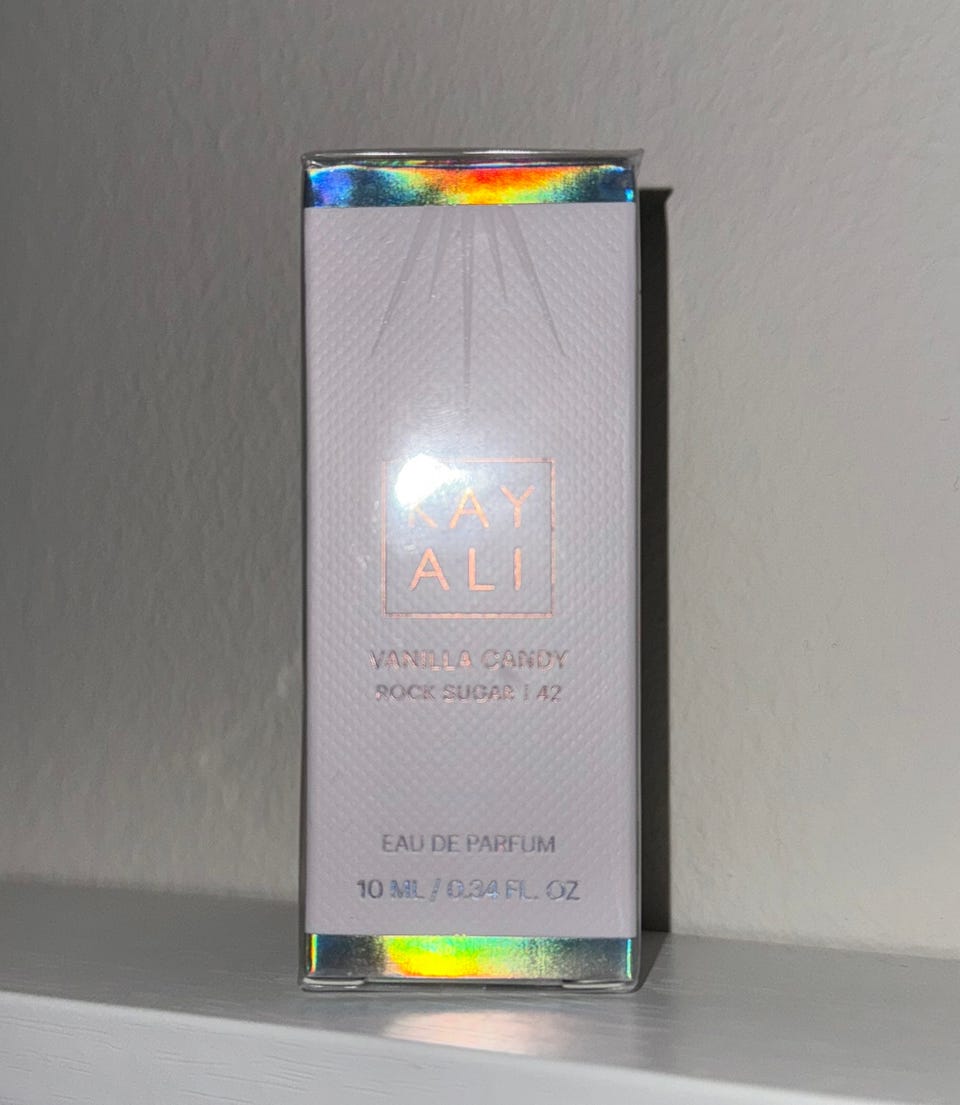 KAY
ALI
VANILLA CANDY
ROCK SUGAR | 42
EAU DE PARFUM
10 ML / 0.34 FL. OZ